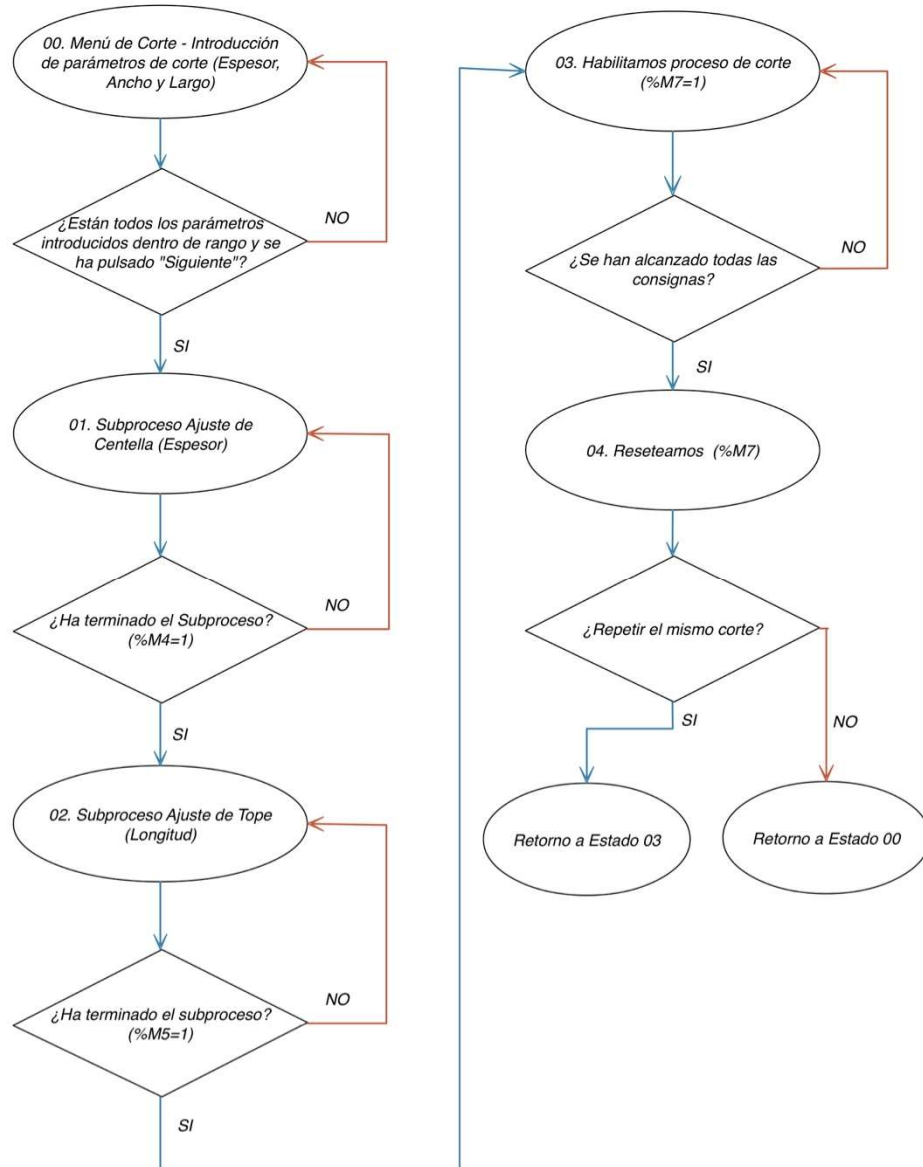 00. Menú de Corte - Introducción
de parámetros de corte (Espesor,
Ancho y Largo)
¿Están todos los parámetros
introducidos dentro de rango y se
ha pulsado "Siguiente"?
NO
SI
01. Subproceso Ajuste de
Centella (Espesor)
¿Ha terminado el Subproceso?
(%M4=1)
NO
SI
02. Subproceso Ajuste de Tope
(Longitud)
¿Ha terminado el subproceso?
(%M5=1)
NO
SI
03. Habilitamos proceso de corte
(%M7=1)
¿Se han alcanzado todas las
consignas?
NO
SI
04. Reseteamos (%M7)
¿Repetir el mismo corte?
SI
NO
Retorno a Estado 03
Retorno a Estado 00